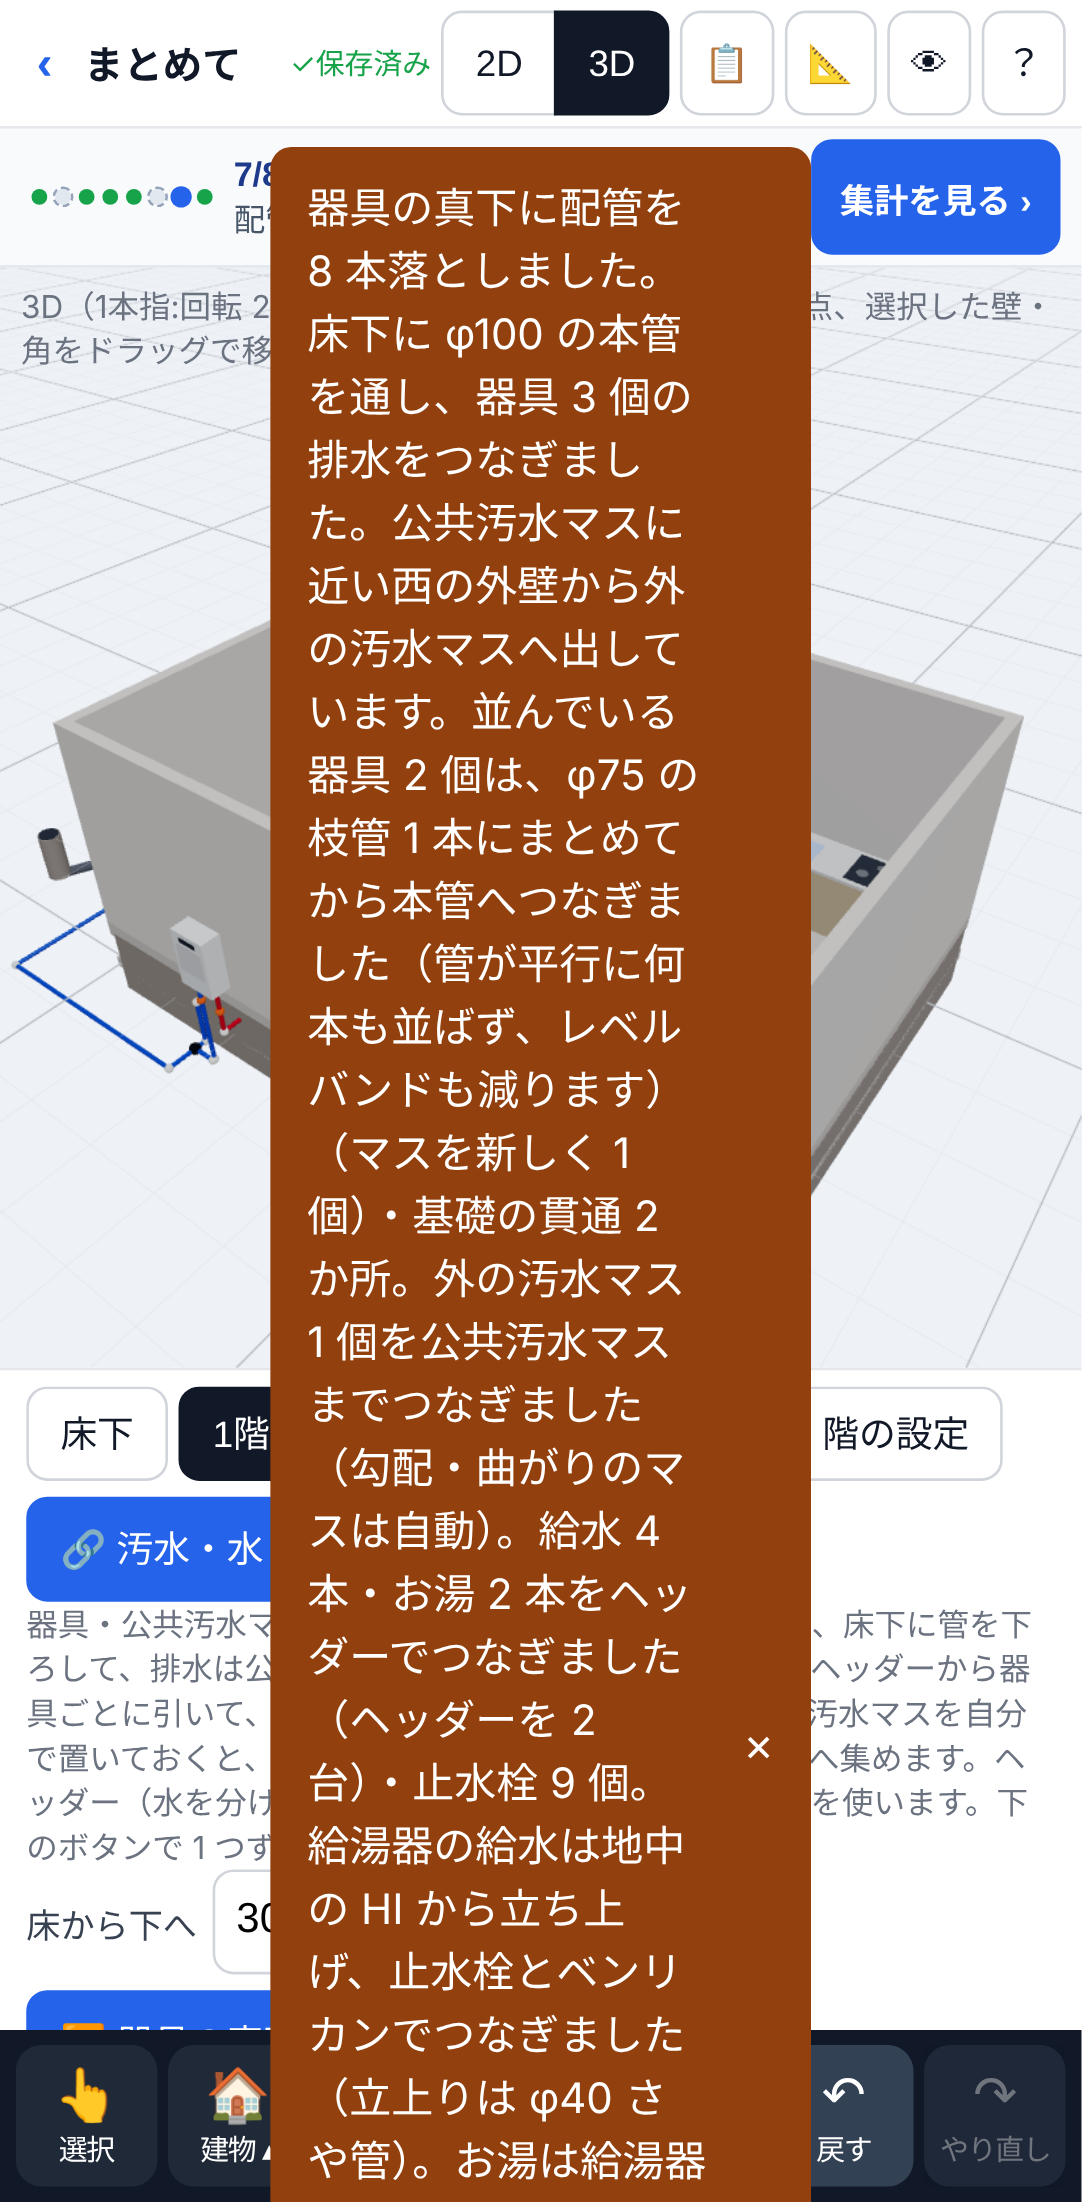 ‹ まとめて ✓保存済み 2D 3D ?
7/8
集計を見る ›
3D（1本指:回転 2
点、選択した壁・
角をドラッグで移
器具の真下に配管を
8 本落としました。
床下に φ100 の本管
を通し、器具 3 個の
排水をつなぎまし
た。公共汚水マスに
近い西の外壁から外
の汚水マスへ出して
います。並んでいる
器具 2 個は、φ75 の
枝管 1 本にまとめて
から本管へつなぎま
した（管が平行に何
本も並ばず、レベル
バンドも減ります）
（マスを新しく 1
個）・基礎の貫通 2
か所。外の汚水マス
1 個を公共汚水マス
までつなぎました
（勾配・曲がりのマ
スは自動）。給水 4
本・お湯 2 本をヘッ
ダーでつなぎました
（ヘッダーを 2
台）・止水栓 9 個。
給湯器の給水は地中
の HI から立ち上
げ、止水栓とベンリ
カンでつなぎました
（立上りは φ40 さ
や管）。お湯は給湯器
×
床下 1階 階の設定
汚水・水
器具・公共汚水マ
、床下に管を下
ろして、排水は公
ヘッダーから器
具ごとに引いて、
汚水マスを自分
で置いておくと、
へ集めます。ヘ
ッダー（水を分け
を使います。下
のボタンで 1 つず
床から下へ 30
選択 建物 戻す やり直し